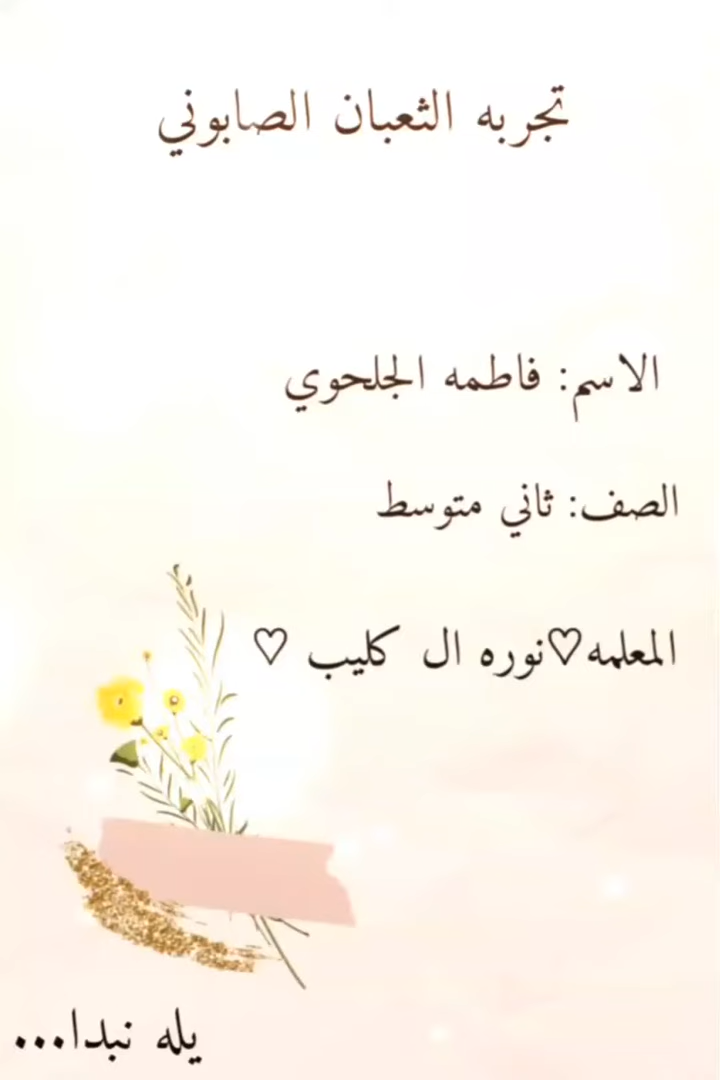 تجربه الثعبان الصابوني
الاسم: فاطمه الجلحوي
الصف: ثاني متوسط
المعلمه♡نوره ال كليب ♡
يله نبدا...